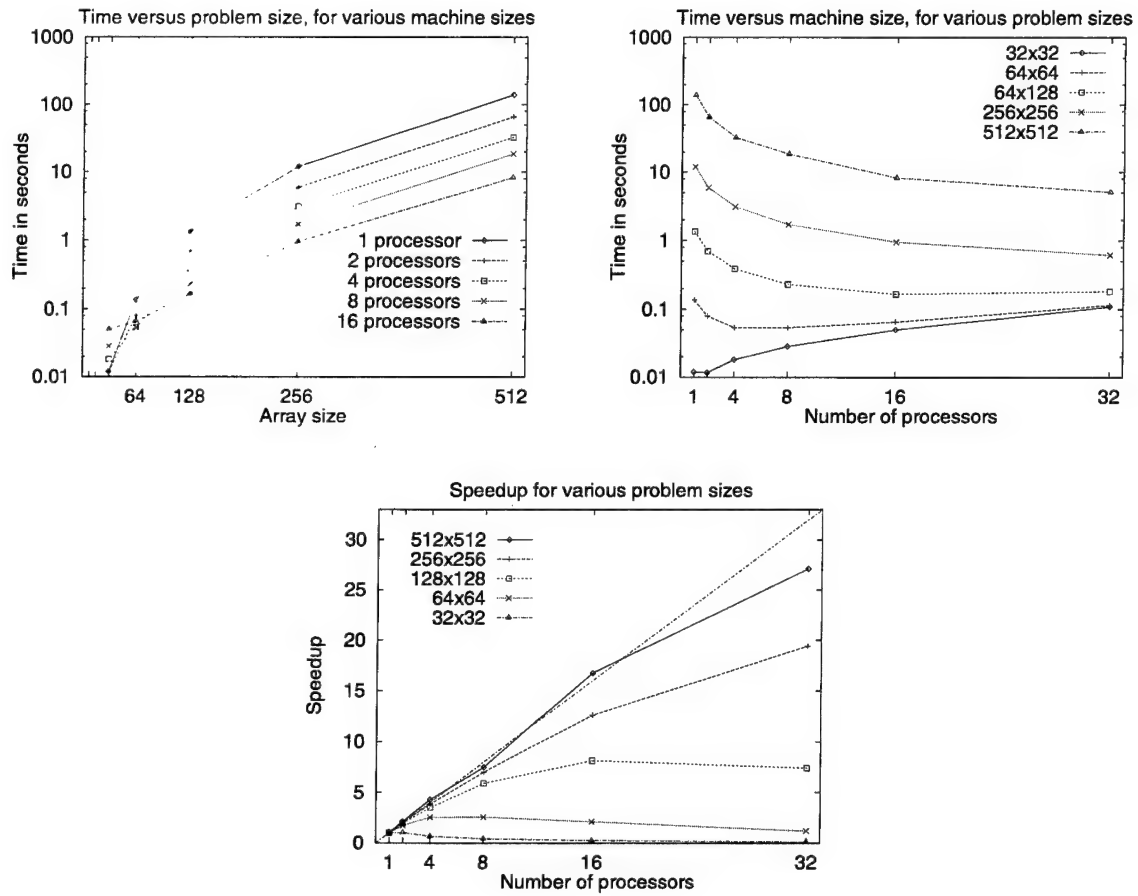 Time versus problem size, for various machine sizes
1000
100
10
1
0.1
0.01
Time in seconds
1 processor
2 processors
4 processors
8 processors
16 processors
64
128
256
512
Array size
Time versus machine size, for various problem sizes
1000
100
10
1
0.1
0.01
Time in seconds
32x32
64x64
64x128
256x256
512x512
1
4
8
16
32
Number of processors
Speedup for various problem sizes
30
25
20
15
10
5
0
Speedup
512x512
256x256
128x128
64x64
32x32
1
4
8
16
32
Number of processors